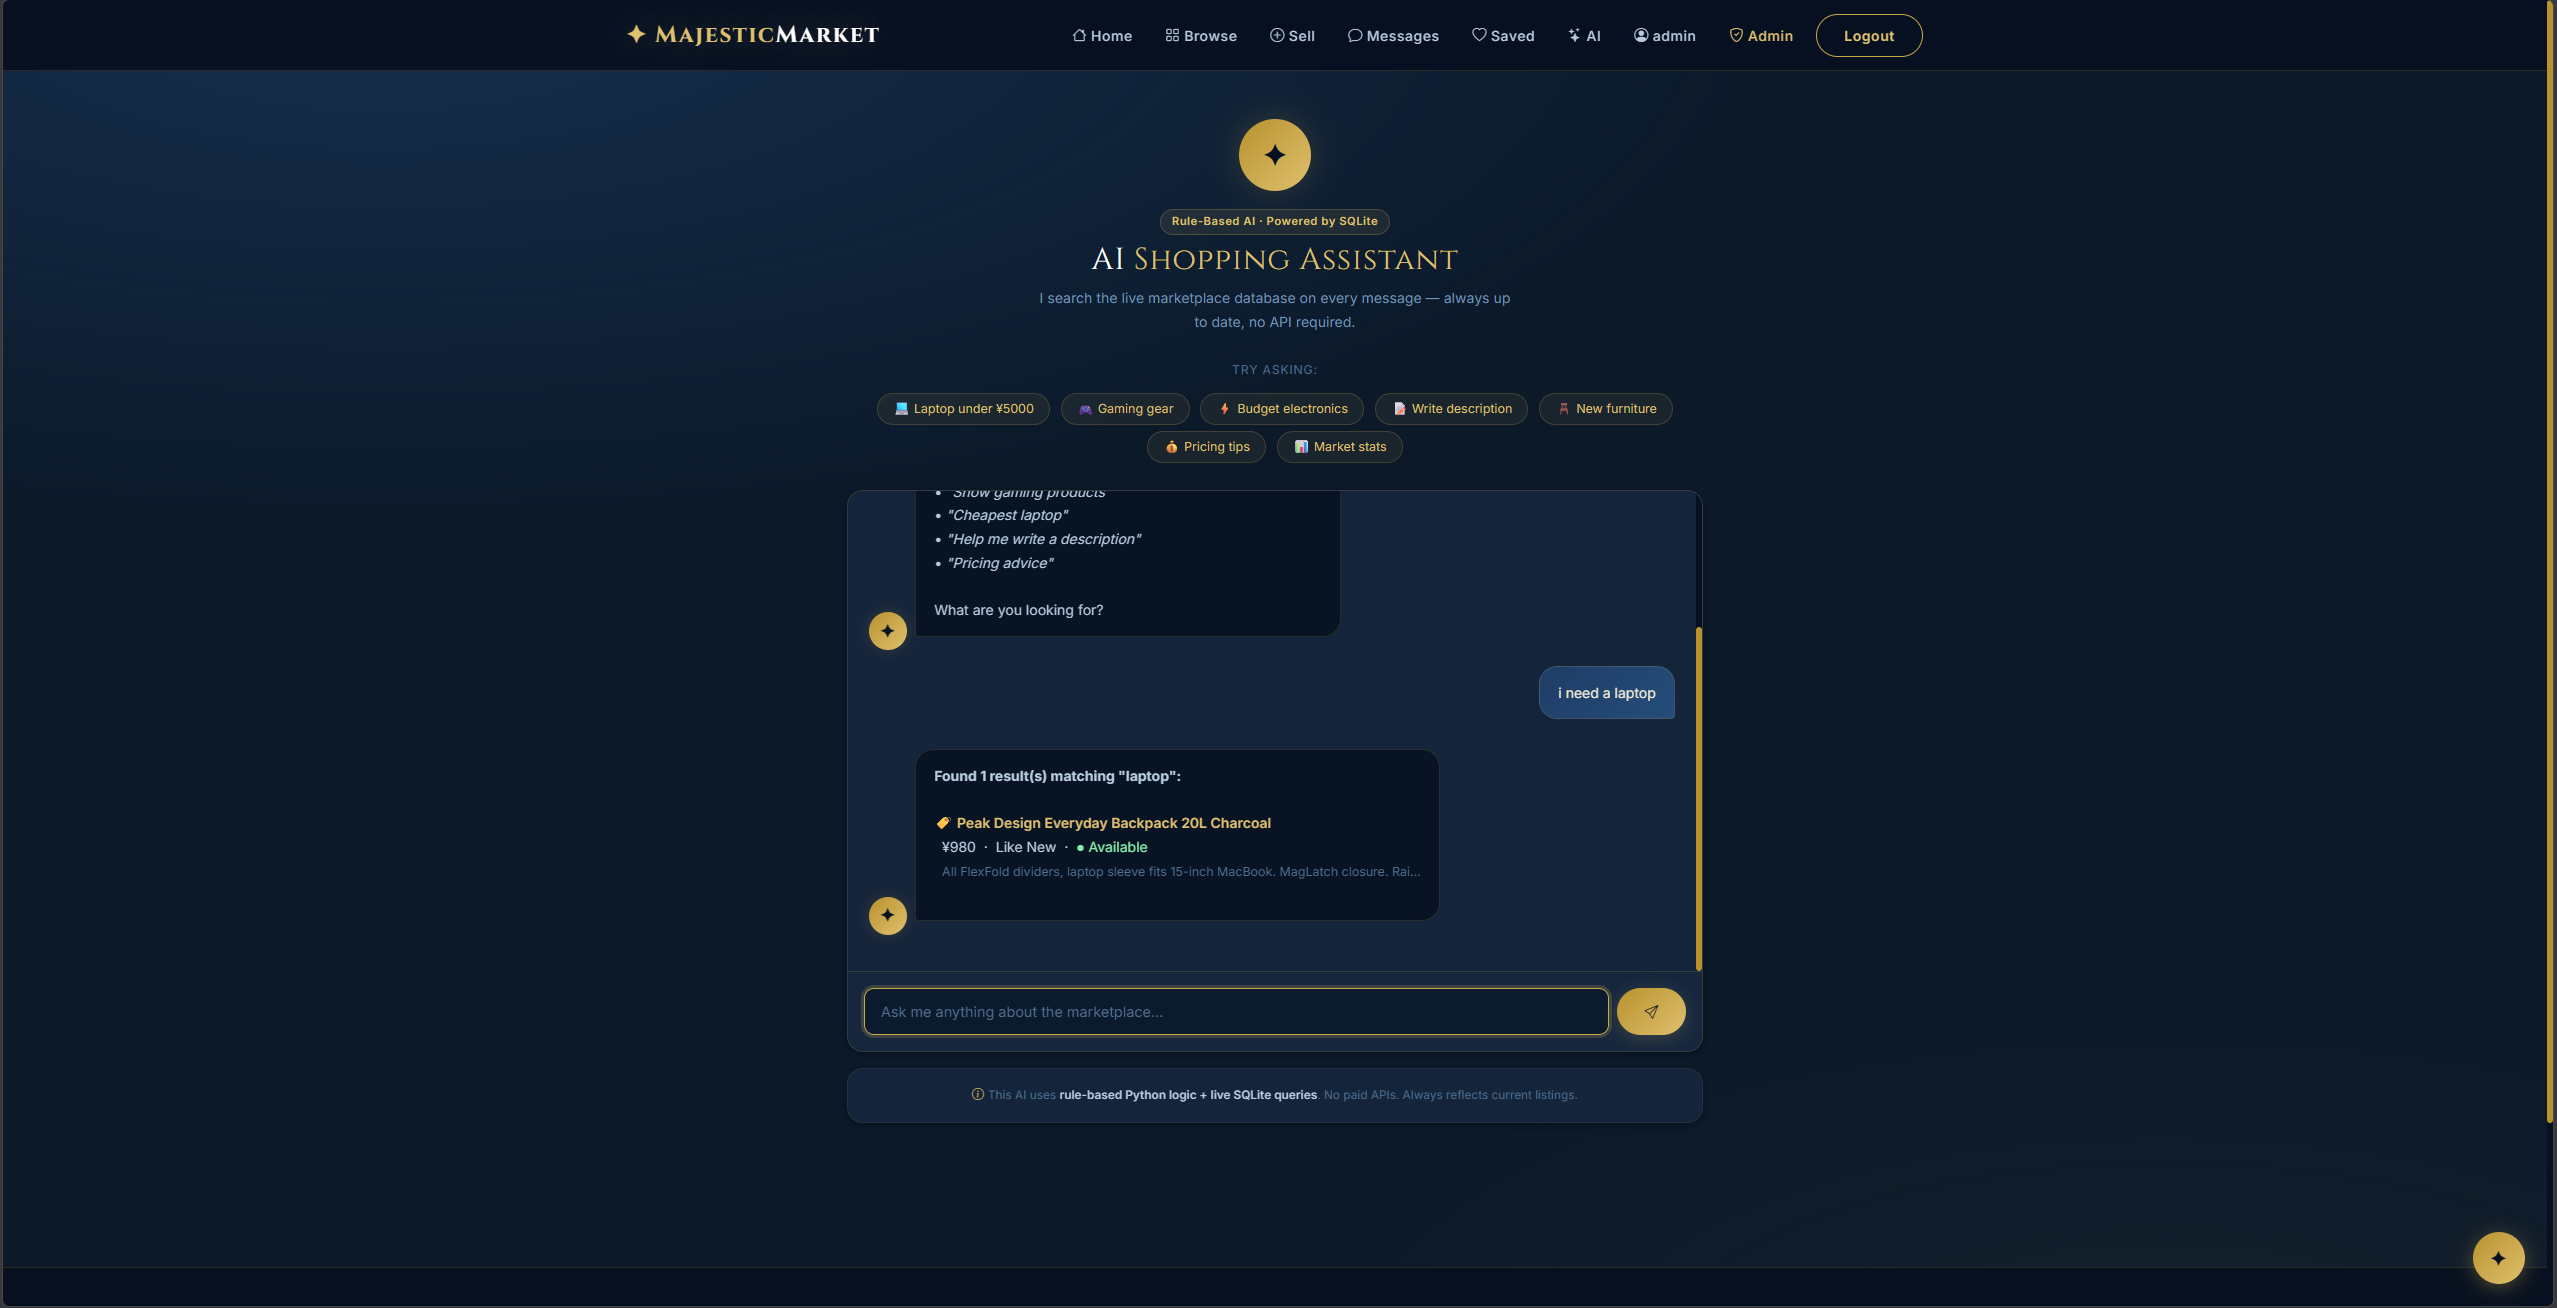 MajesticMarket
Home
Browse
Sell
Messages
Saved
AI
admin
Admin
Logout
Rule-Based AI · Powered by SQLite
AI Shopping Assistant
I search the live marketplace database on every message — always up
to date, no API required.
TRY ASKING:
Laptop under ¥5000
Gaming gear
Budget electronics
Write description
New furniture
Pricing tips
Market stats
• "Show gaming products"
• "Cheapest laptop"
• "Help me write a description"
• "Pricing advice"
What are you looking for?
i need a laptop
Found 1 result(s) matching "laptop":
Peak Design Everyday Backpack 20L Charcoal
¥980 · Like New · ● Available
All FlexFold dividers, laptop sleeve fits 15-inch MacBook. MagLatch closure. Rai...
Ask me anything about the marketplace...
This AI uses rule-based Python logic + live SQLite queries. No paid APIs. Always reflects current listings.